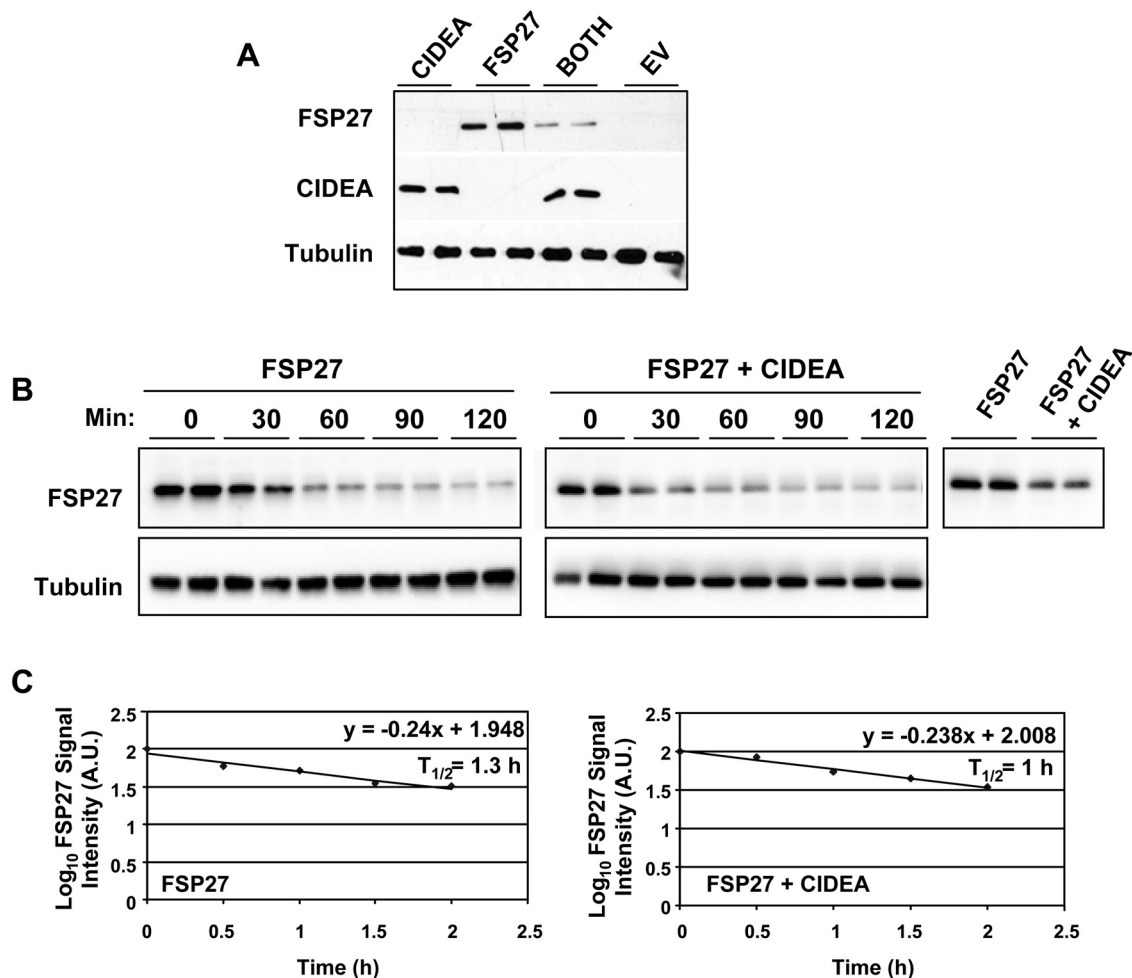 A
CIDEA FSP27 BOTH EV
FSP27
CIDEA
Tubulin
B
FSP27
FSP27 + CIDEA
FSP27
FSP27
+ CIDEA
Min: 0 30 60 90 120
0 30 60 90 120
FSP27
Tubulin
C
Log10 FSP27 Signal
Intensity (A.U.)
2.5
2
1.5
1
0.5
0
y = -0.24x + 1.948
T1/2= 1.3 h
FSP27
0 0.5 1 1.5 2 2.5
Time (h)
Log10 FSP27 Signal
Intensity (A.U.)
2.5
2
1.5
1
0.5
0
y = -0.238x + 2.008
T1/2= 1 h
FSP27 + CIDEA
0 0.5 1 1.5 2 2.5
Time (h)